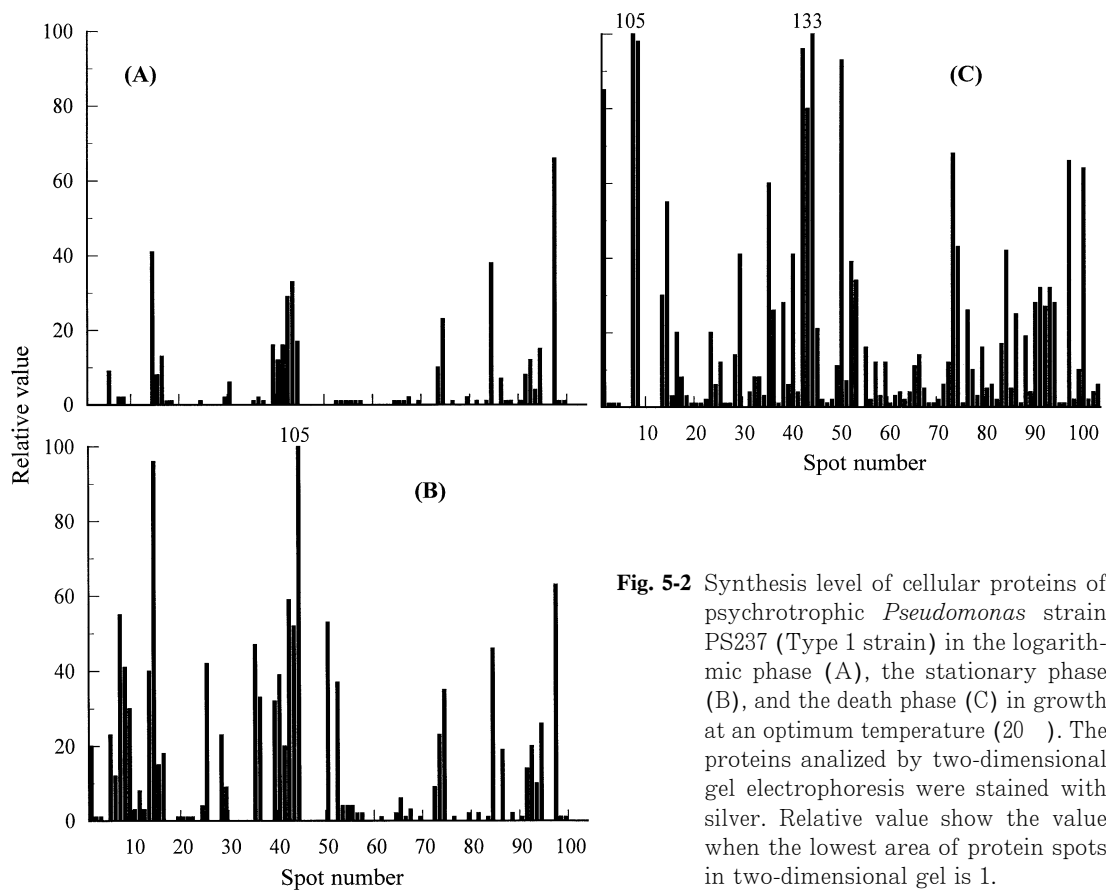 100
80
60
40
20
0
Relative value
(A)
105
133
(C)
10 20 30 40 50 60 70 80 90 100
Spot number
105
100
80
60
40
20
0
(B)
10 20 30 40 50 60 70 80 90 100
Spot number
Fig. 5-2 Synthesis level of cellular proteins of
psychrotrophic Pseudomonas strain
PS237 (Type 1 strain) in the logarith-
mic phase (A), the stationary phase
(B), and the death phase (C) in growth
at an optimum temperature (20 ). The
proteins analized by two-dimensional
gel electrophoresis were stained with
silver. Relative value show the value
when the lowest area of protein spots
in two-dimensional gel is 1.